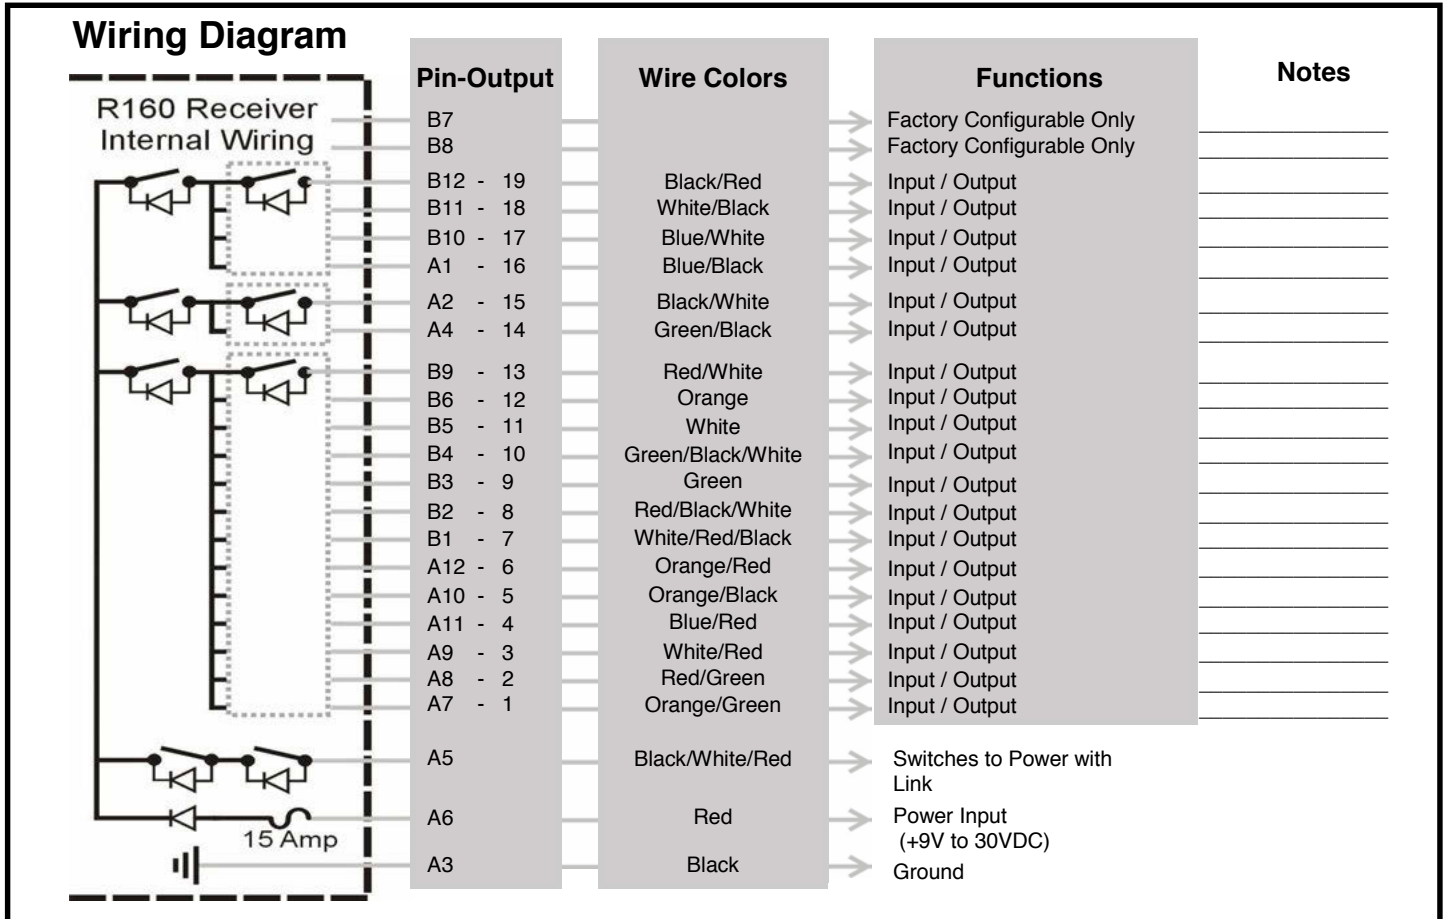 Wiring Diagram
Pin-Output Wire Colors Functions Notes
R160 Receiver
Internal Wiring
B7 Factory Configurable Only
B8 Factory Configurable Only
B12 - 19 Black/Red Input / Output
B11 - 18 White/Black Input / Output
B10 - 17 Blue/White Input / Output
A1 - 16 Blue/Black Input / Output
A2 - 15 Black/White Input / Output
A4 - 14 Green/Black Input / Output
B9 - 13 Red/White Input / Output
B6 - 12 Orange Input / Output
B5 - 11 White Input / Output
B4 - 10 Green/Black/White Input / Output
B3 - 9 Green Input / Output
B2 - 8 Red/Black/White Input / Output
B1 - 7 White/Red/Black Input / Output
A12 - 6 Orange/Red Input / Output
A10 - 5 Orange/Black Input / Output
A11 - 4 Blue/Red Input / Output
A9 - 3 White/Red Input / Output
A8 - 2 Red/Green Input / Output
A7 - 1 Orange/Green Input / Output
A5 Black/White/Red Switches to Power with
Link
A6 Red Power Input
15 Amp (+9V to 30VDC)
A3 Black Ground